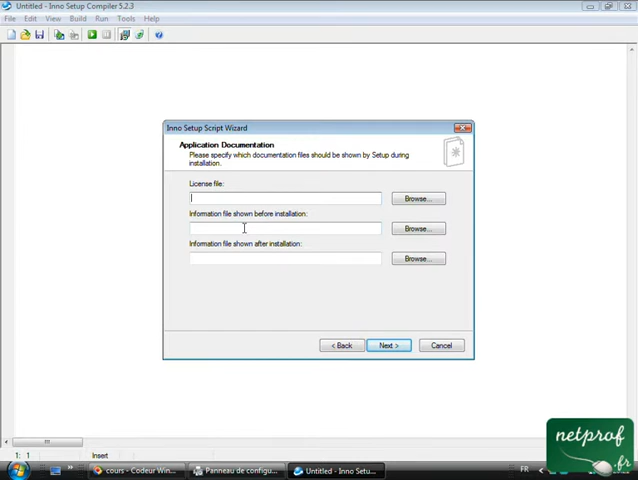 Untitled - Inno Setup Compiler 5.2.3
File Edit View Build Run Tools Help
Inno Setup Script Wizard
Application Documentation
Please specify which documentation files should be shown by Setup during
installation.
License file:
Browse...
Information file shown before installation:
Browse...
Information file shown after installation:
Browse...
< Back Next > Cancel
1: 1 Insert
netprof
.fr
cours - Codeur Win... Panneau de configu... Untitled - Inno Setu... FR